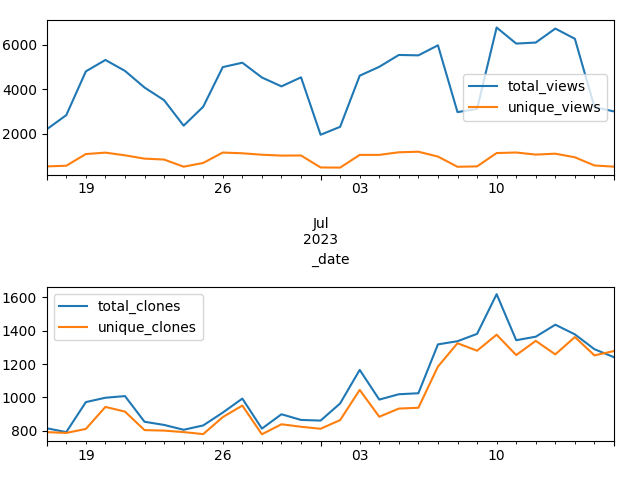 6000
4000
2000
total_views
unique_views
19 26 03 10
Jul
2023
_date
1600
1400
1200
1000
800
total_clones
unique_clones
19 26 03 10